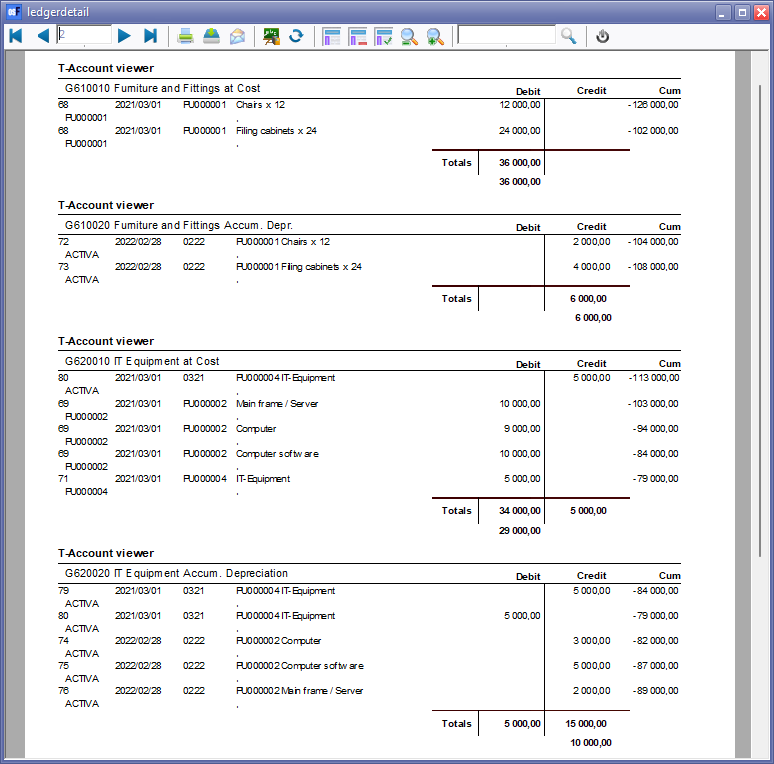 ledgerdetail
2
T-Account viewer
G610010 Furniture and Fittings at Cost Debit Credit Cum
68 2021/03/01 PU000001 Chairs x 12 12 000,00 -126 000,00
PU000001 ,
68 2021/03/01 PU000001 Filing cabinets x 24 24 000,00 -102 000,00
PU000001 ,
Totals 36 000,00
36 000,00
T-Account viewer
G610020 Furniture and Fittings Accum. Depr. Debit Credit Cum
72 2022/02/28 0222 PU000001 Chairs x 12 2 000,00 -104 000,00
ACTIVA ,
73 2022/02/28 0222 PU000001 Filing cabinets x 24 4 000,00 -108 000,00
ACTIVA ,
Totals 6 000,00
6 000,00
T-Account viewer
G620010 IT Equipment at Cost Debit Credit Cum
80 2021/03/01 0321 PU000004 IT-Equipment 5 000,00 -113 000,00
ACTIVA ,
69 2021/03/01 PU000002 Main frame / Server 10 000,00 -103 000,00
PU000002 ,
69 2021/03/01 PU000002 Computer 9 000,00 -94 000,00
PU000002 ,
69 2021/03/01 PU000002 Computer software 10 000,00 -84 000,00
PU000002 ,
71 2021/03/01 PU000004 IT-Equipment 5 000,00 -79 000,00
PU000004 ,
Totals 34 000,00 5 000,00
29 000,00
T-Account viewer
G620020 IT Equipment Accum. Depreciation Debit Credit Cum
79 2021/03/01 0321 PU000004 IT-Equipment 5 000,00 -84 000,00
ACTIVA ,
80 2021/03/01 0321 PU000004 IT-Equipment 5 000,00 -79 000,00
ACTIVA ,
74 2022/02/28 0222 PU000002 Computer 3 000,00 -82 000,00
ACTIVA ,
75 2022/02/28 0222 PU000002 Computer software 5 000,00 -87 000,00
ACTIVA ,
76 2022/02/28 0222 PU000002 Main frame / Server 2 000,00 -89 000,00
ACTIVA ,
Totals 5 000,00 15 000,00
10 000,00